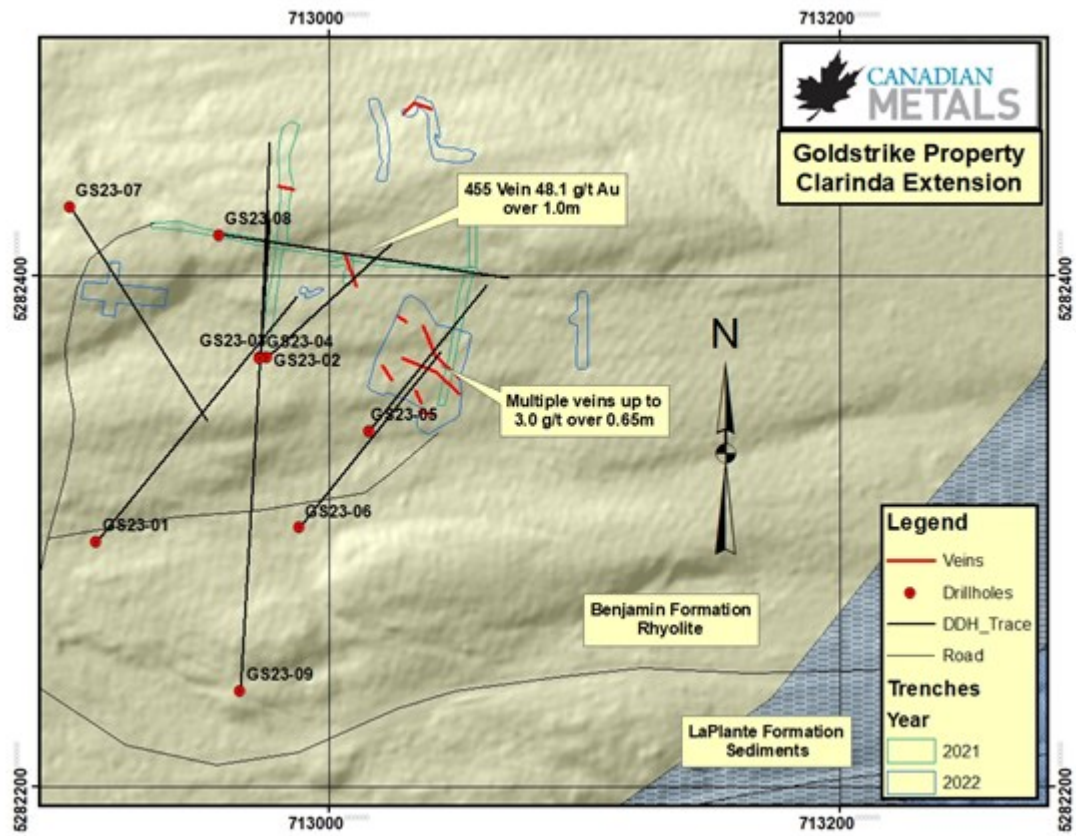 713000
713200
CANADIAN
METALS
Goldstrike Property
Clarinda Extension
GS23-07
455 Vein 48.1 g/t Au
over 1.0m
GS23-08
5282400
5282400
GS23-03
GS23-04
GS23-02
N
Multiple veins up to
3.0 g/t over 0.65m
GS23-05
GS23-06
GS23-01
Legend
Veins
Drillholes
DDH_Trace
Road
Trenches
Year
2021
2022
Benjamin Formation
Rhyolite
GS23-09
LaPlante Formation
Sediments
5282200
5282200
713000
713200